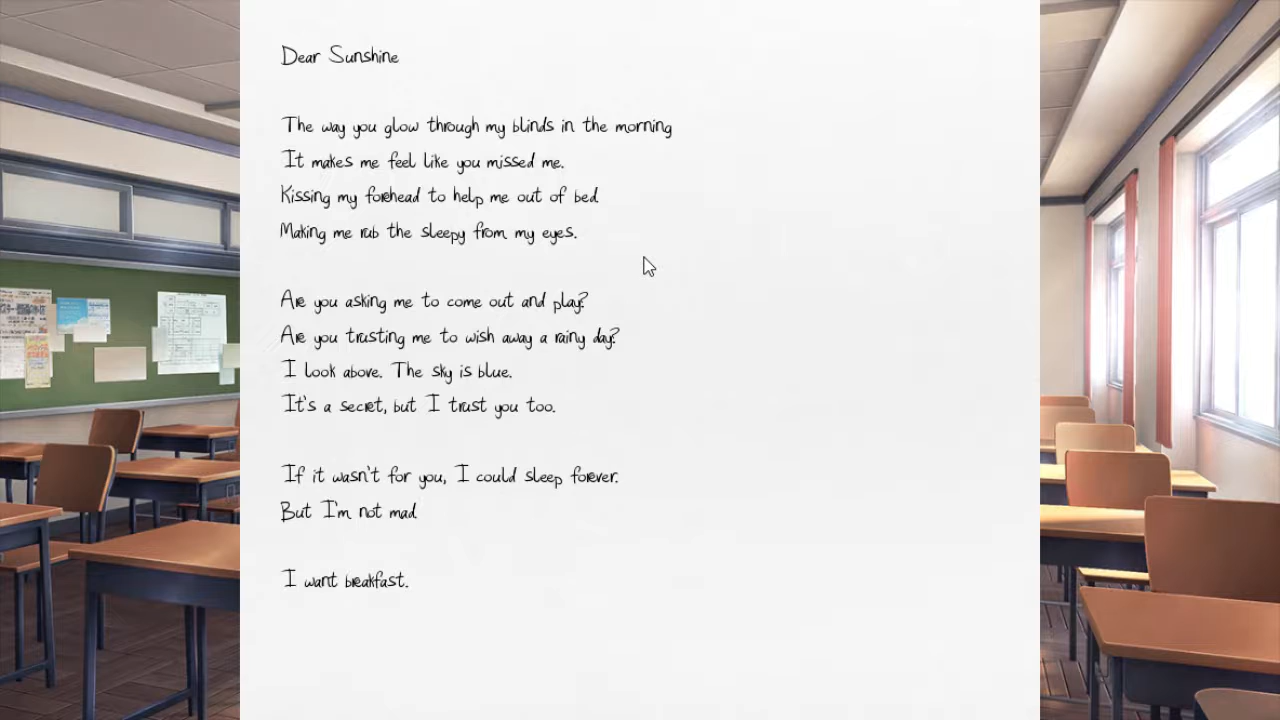 Dear Sunshine
The way you glow through my blinds in the morning
It makes me feel like you missed me.
Kissing my forehead to help me out of bed
Making me rub the sleepy from my eyes.
Are you asking me to come out and play?
Are you trusting me to wish away a rainy day?
I look above. The sky is blue.
It's a secret, but I trust you too.
If it wasn't for you, I could sleep forever.
But I'm not mad
I want breakfast.